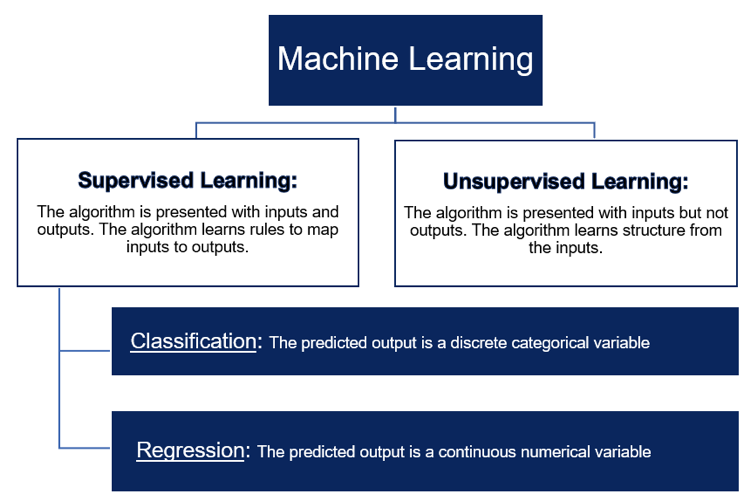 Machine Learning
Supervised Learning:
The algorithm is presented with inputs and
outputs. The algorithm learns rules to map
inputs to outputs.
Unsupervised Learning:
The algorithm is presented with inputs but not
outputs. The algorithm learns structure from
the inputs.
Classification: The predicted output is a discrete categorical variable
Regression: The predicted output is a continuous numerical variable